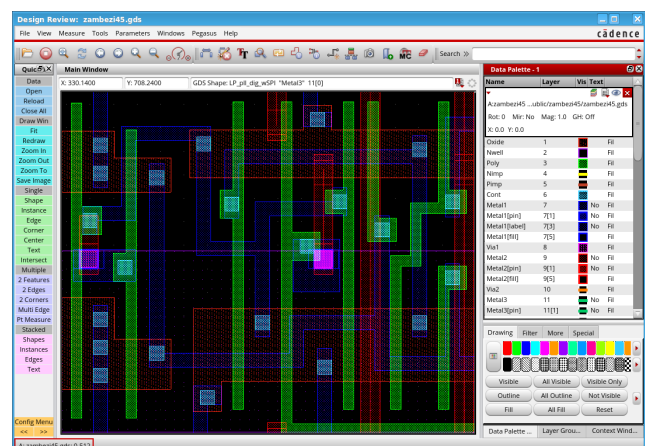 Design Review: zambezi45.gds
File View Measure Tools Parameters Windows Pegasus Help
cādence
Search »
Main Window
X: 330.1400 Y: 708.2400 GDS Shape: LP_pll_dig_wSPI "Metal3" 11[0]
Data
Open
Reload
Close All
Draw Win
Fit
Redraw
Zoom In
Zoom Out
Zoom To
Save Image
Single
Shape
Instance
Edge
Corner
Center
Text
Intersect
Multiple
2 Features
2 Edges
2 Corners
Multi Edge
Pt Measure
Stacked
Shapes
Instances
Edges
Text
Config Menu
<< >>
A: zambezi45.gds: 0.512
Data Palette - 1
Name Layer Vis Text
A:zambezi45 ...ublic/zambezi45/zambezi45.gds
Rot: 0 Mir: No Mag: 1.0 GH: Off
X: 0.0 Y: 0.0
Oxide 1 Fil
Nwell 2 Fil
Poly 3 Fil
Nimp 4 Fil
Pimp 5 Fil
Cont 6 Fil
Metal1 7 No Fil
Metal1[pin] 7[1] No Fil
Metal1[label] 7[3] No Fil
Metal1[fill] 7[5] Fil
Via1 8 Fil
Metal2 9 No Fil
Metal2[pin] 9[1] No Fil
Metal2[fill] 9[5] Fil
Via2 10 Fil
Metal3 11 No Fil
Metal3[pin] 11[1] No Fil
Drawing Filter More Special
Visible All Visible Visible Only
Outline All Outline Not Visible
Fill All Fill Reset
Data Palette ... Layer Grou... Context Wind...